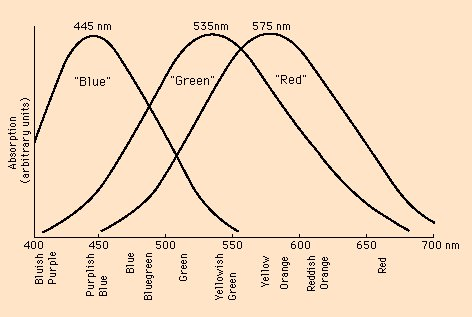 445 nm
535nm
575 nm
"Blue"
"Green"
"Red"
Absorption
(arbitrary units)
400
450
500
550
600
650
700 nm
Bluish
Purple
Purplish
Blue
Blue
Bluegreen
Green
Yellowish
Green
Yellow
Orange
Reddish
Orange
Red